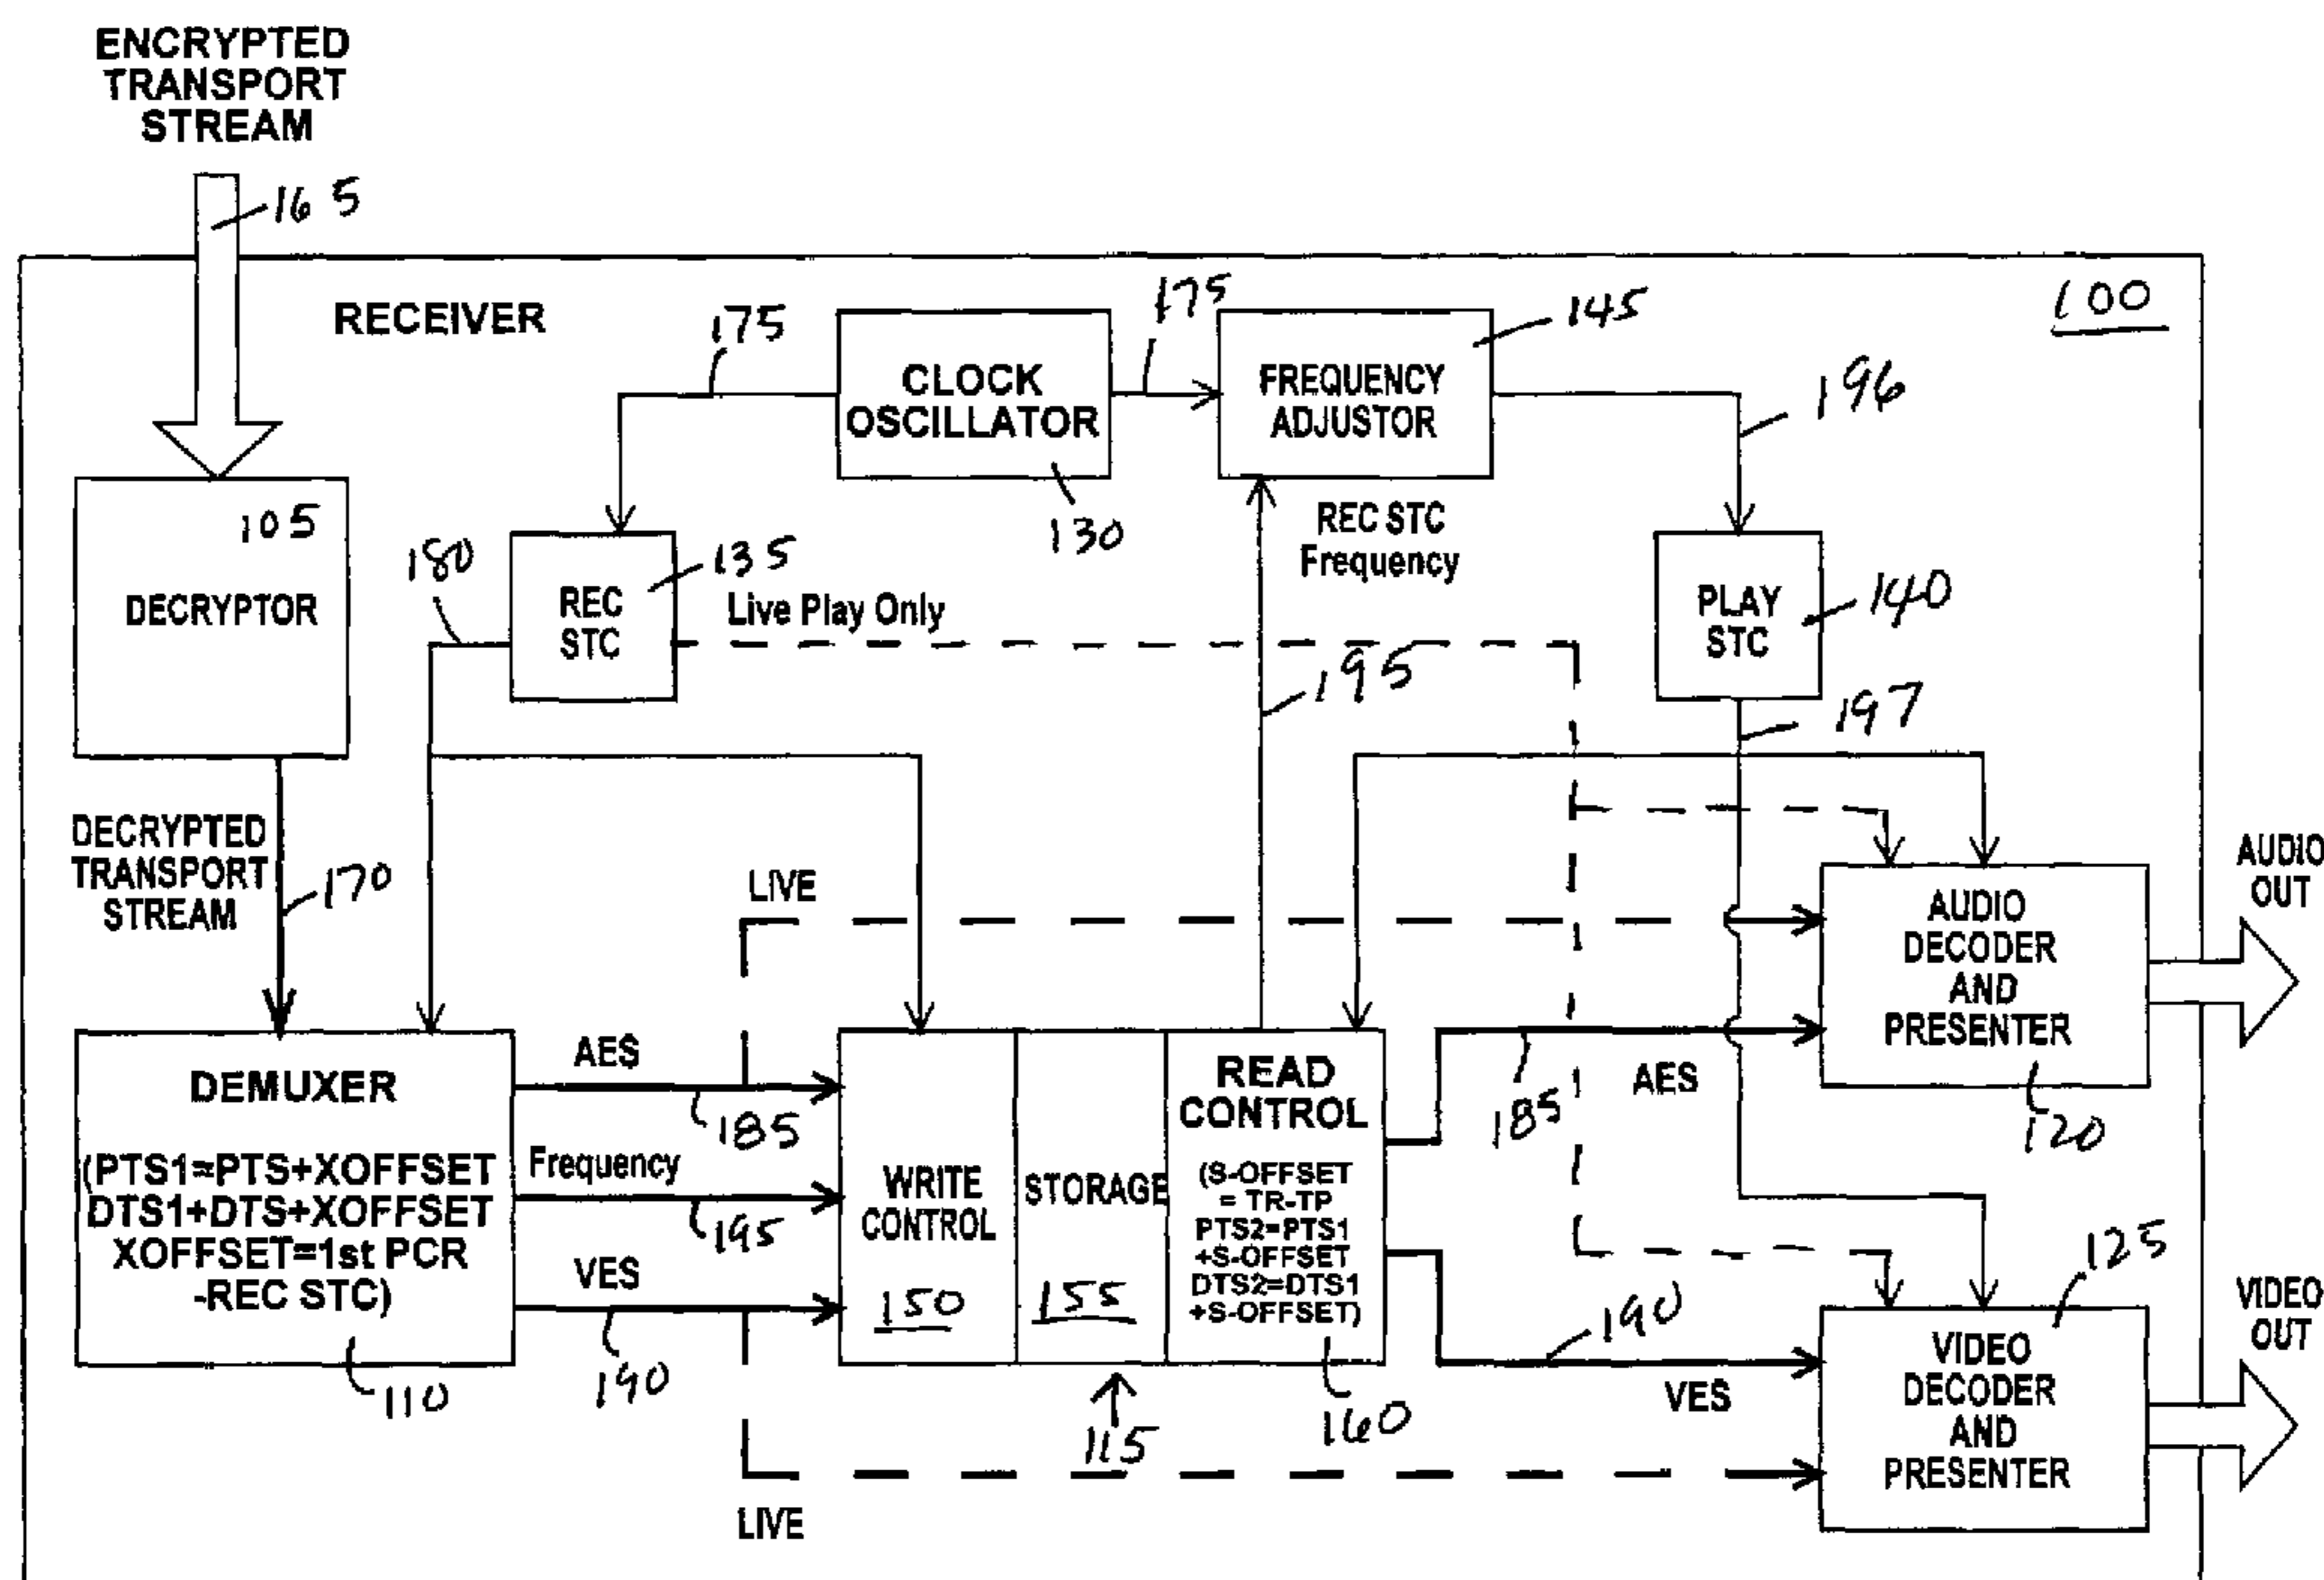 ENCRYPTED
TRANSPORT
STREAM
165
RECEIVER
100
175
CLOCK
OSCILLATOR
130
175
FREQUENCY
ADJUSTOR
145
196
105
DECRYPTOR
180
REC
STC
135
Live Play Only
REC STC
Frequency
PLAY
STC
140
195
197
DECRYPTED
TRANSPORT
STREAM
170
LIVE
AUDIO
DECODER
AND
PRESENTER
120
AUDIO
OUT
DEMUXER
(PTS1=PTS+XOFFSET
DTS1+DTS+XOFFSET
XOFFSET=1st PCR
-REC STC)
110
AES
185
Frequency
195
VES
190
WRITE
CONTROL
150
STORAGE
155
READ
CONTROL
(S-OFFSET
= TR-TP
PTS2=PTS1
+S-OFFSET
DTS2=DTS1
+S-OFFSET)
160
115
185
AES
190
VES
LIVE
125
VIDEO
DECODER
AND
PRESENTER
VIDEO
OUT